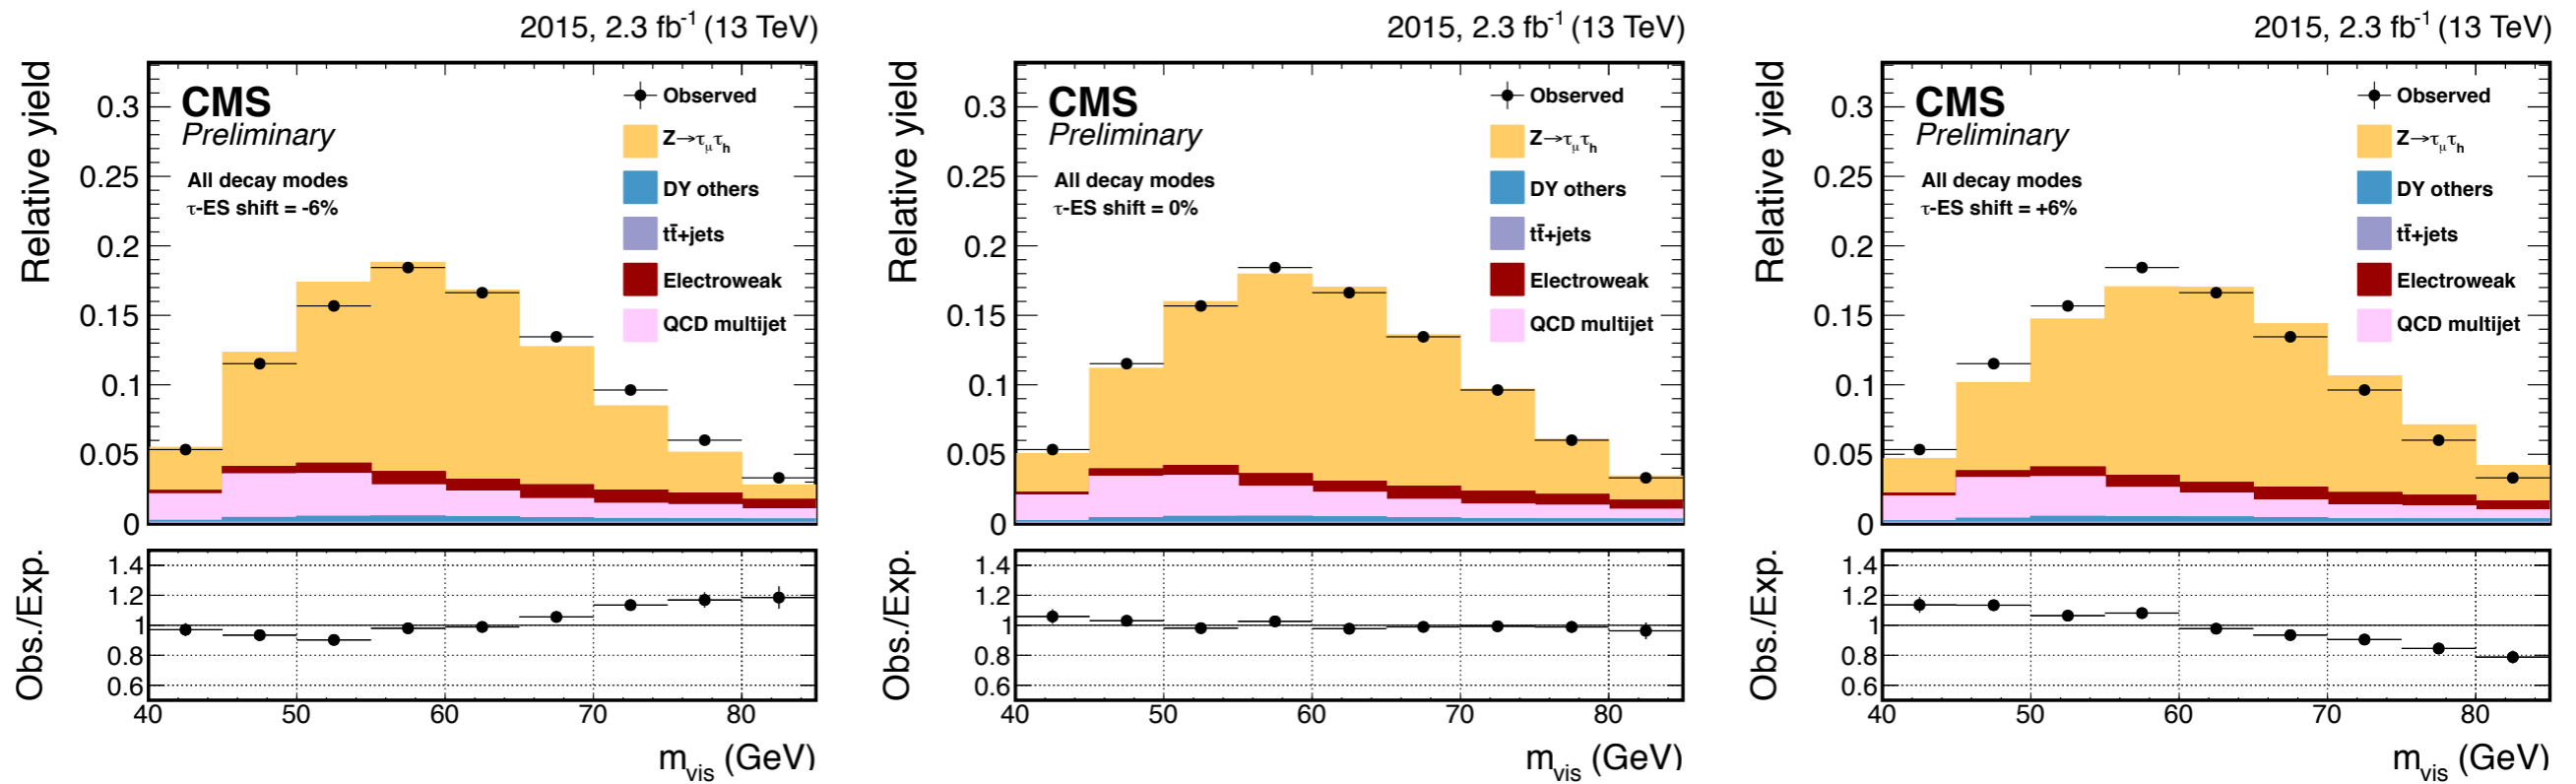 2015, 2.3 fb⁻¹ (13 TeV)
Relative yield
CMS
Preliminary
All decay modes
τ-ES shift = -6%
Observed
Z→τμτh
DY others
tt̄+jets
Electroweak
QCD multijet
0.3
0.25
0.2
0.15
0.1
0.05
0
Obs./Exp.
1.4
1.2
1
0.8
0.6
40 50 60 70 80
mvis (GeV)
2015, 2.3 fb⁻¹ (13 TeV)
Relative yield
CMS
Preliminary
All decay modes
τ-ES shift = 0%
Observed
Z→τμτh
DY others
tt̄+jets
Electroweak
QCD multijet
0.3
0.25
0.2
0.15
0.1
0.05
0
Obs./Exp.
1.4
1.2
1
0.8
0.6
40 50 60 70 80
mvis (GeV)
2015, 2.3 fb⁻¹ (13 TeV)
Relative yield
CMS
Preliminary
All decay modes
τ-ES shift = +6%
Observed
Z→τμτh
DY others
tt̄+jets
Electroweak
QCD multijet
0.3
0.25
0.2
0.15
0.1
0.05
0
Obs./Exp.
1.4
1.2
1
0.8
0.6
40 50 60 70 80
mvis (GeV)